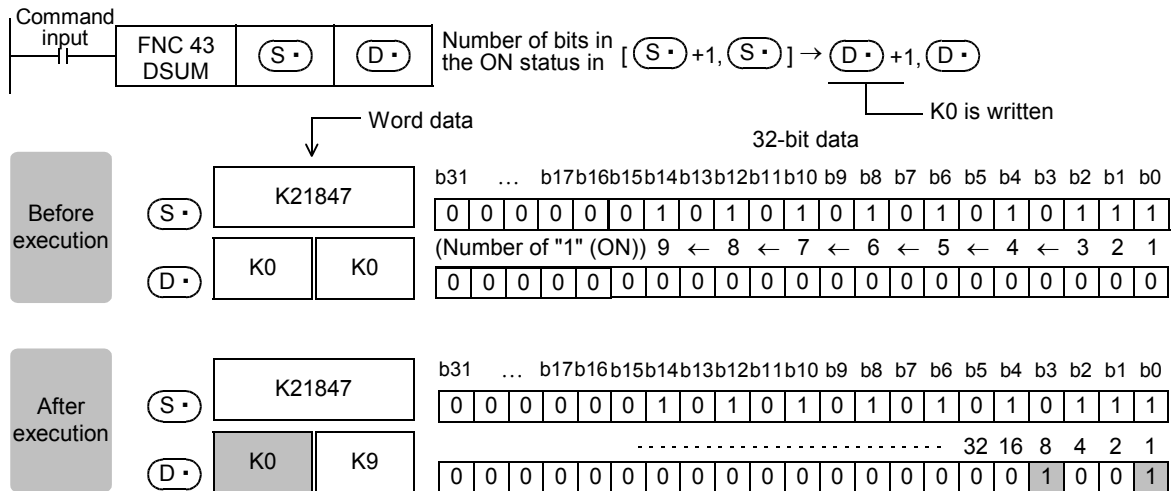 Command
input
FNC 43
DSUM
S·
D·
Number of bits in
the ON status in [ S· +1, S· ] → D· +1, D·
K0 is written
Word data
32-bit data
Before
execution
S·
K21847
b31 … b17 b16 b15 b14 b13 b12 b11 b10 b9 b8 b7 b6 b5 b4 b3 b2 b1 b0
0 0 0 0 0 0 1 0 1 0 1 0 1 0 1 0 1 0 1 1 1
(Number of "1" (ON)) 9 ← 8 ← 7 ← 6 ← 5 ← 4 ← 3 2 1
D·
K0 K0
0 0 0 0 0 0 0 0 0 0 0 0 0 0 0 0 0 0 0 0 0
After
execution
S·
K21847
b31 … b17 b16 b15 b14 b13 b12 b11 b10 b9 b8 b7 b6 b5 b4 b3 b2 b1 b0
0 0 0 0 0 0 1 0 1 0 1 0 1 0 1 0 1 0 1 1 1
32 16 8 4 2 1
D·
K0 K9
0 0 0 0 0 0 0 0 0 0 0 0 0 0 0 0 0 1 0 0 1